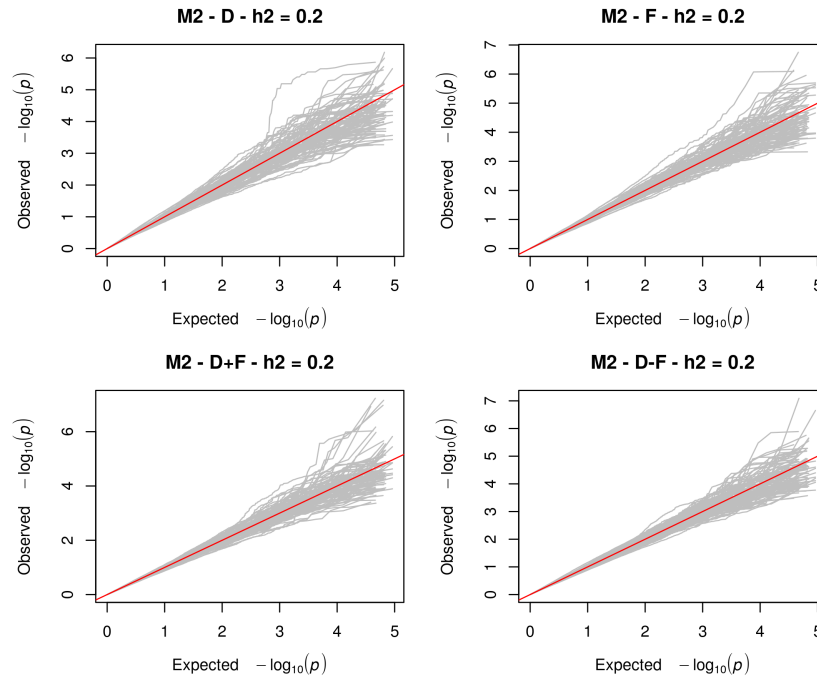 M2 - D - h2 = 0.2
Observed −log10(p)
0 1 2 3 4 5 6
0 1 2 3 4 5
Expected −log10(p)
M2 - F - h2 = 0.2
Observed −log10(p)
0 1 2 3 4 5 6 7
0 1 2 3 4 5
Expected −log10(p)
M2 - D+F - h2 = 0.2
Observed −log10(p)
0 2 4 6
0 1 2 3 4 5
Expected −log10(p)
M2 - D-F - h2 = 0.2
Observed −log10(p)
0 1 2 3 4 5 6 7
0 1 2 3 4 5
Expected −log10(p)